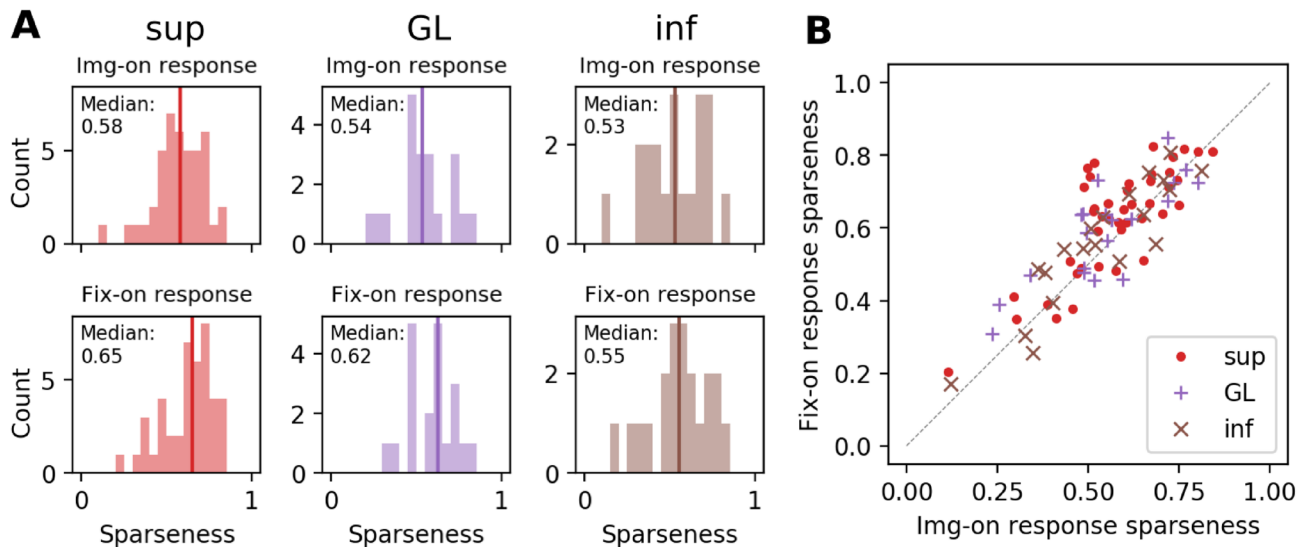 A
sup
GL
inf
B
Img-on response
Img-on response
Img-on response
Median:
0.58
Median:
0.54
Median:
0.53
Count
5
0
4
2
0
2
0
Fix-on response
Fix-on response
Fix-on response
Median:
0.65
Median:
0.62
Median:
0.55
Count
5
0
4
2
0
2
0
0
1
0
1
0
1
Sparseness
Sparseness
Sparseness
Fix-on response sparseness
1.0
0.8
0.6
0.4
0.2
0.0
sup
GL
inf
0.00
0.25
0.50
0.75
1.00
Img-on response sparseness